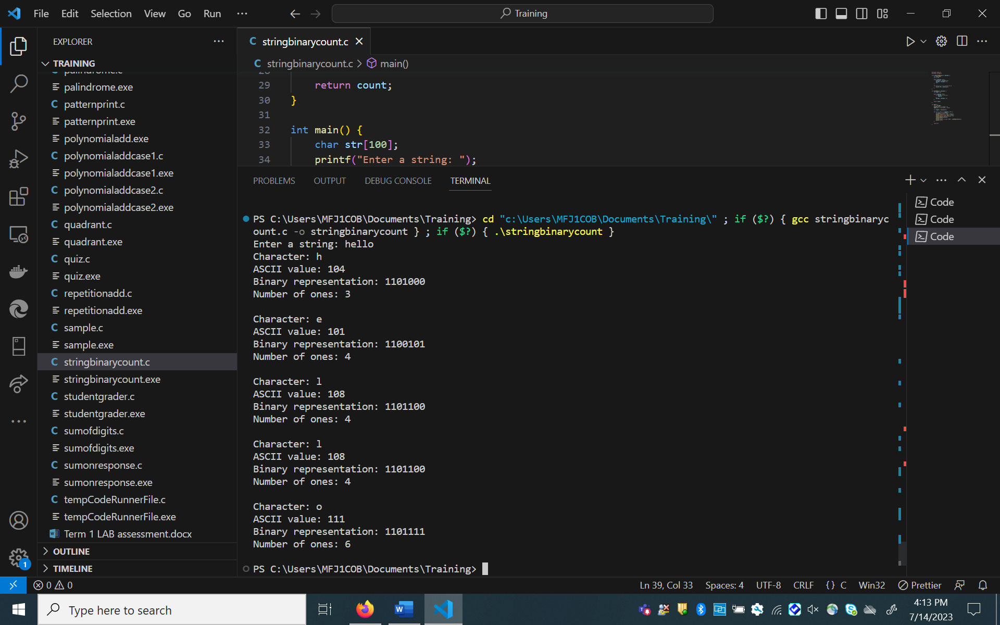 File Edit Selection View Go Run ···
Training
EXPLORER
TRAINING
palindrome.c
palindrome.exe
C patternprint.c
patternprint.exe
polynomialadd.exe
C polynomialaddcase1.c
polynomialaddcase1.exe
C polynomialaddcase2.c
polynomialaddcase2.exe
C quadrant.c
quadrant.exe
C quiz.c
quiz.exe
C repetitionadd.c
repetitionadd.exe
C sample.c
sample.exe
C stringbinarycount.c
stringbinarycount.exe
C studentgrader.c
studentgrader.exe
C sumofdigits.c
sumofdigits.exe
C sumonresponse.c
sumonresponse.exe
C tempCodeRunnerFile.c
tempCodeRunnerFile.exe
Term 1 LAB assessment.docx
OUTLINE
TIMELINE
1
C stringbinarycount.c
C stringbinarycount.c > main()
28
29 return count;
30 }
31
32 int main() {
33 char str[100];
34 printf("Enter a string: ");
PROBLEMS OUTPUT DEBUG CONSOLE TERMINAL
PS C:\Users\MFJ1COB\Documents\Training> cd "c:\Users\MFJ1COB\Documents\Training\" ; if ($?) { gcc stringbinaryc
ount.c -o stringbinarycount } ; if ($?) { .\stringbinarycount }
Enter a string: hello
Character: h
ASCII value: 104
Binary representation: 1101000
Number of ones: 3
Character: e
ASCII value: 101
Binary representation: 1100101
Number of ones: 4
Character: l
ASCII value: 108
Binary representation: 1101100
Number of ones: 4
Character: l
ASCII value: 108
Binary representation: 1101100
Number of ones: 4
Character: o
ASCII value: 111
Binary representation: 1101111
Number of ones: 6
PS C:\Users\MFJ1COB\Documents\Training>
Code
Code
Code
0 0
Ln 39, Col 33 Spaces: 4 UTF-8 CRLF {} C Win32 Prettier
Type here to search
4:13 PM
7/14/2023